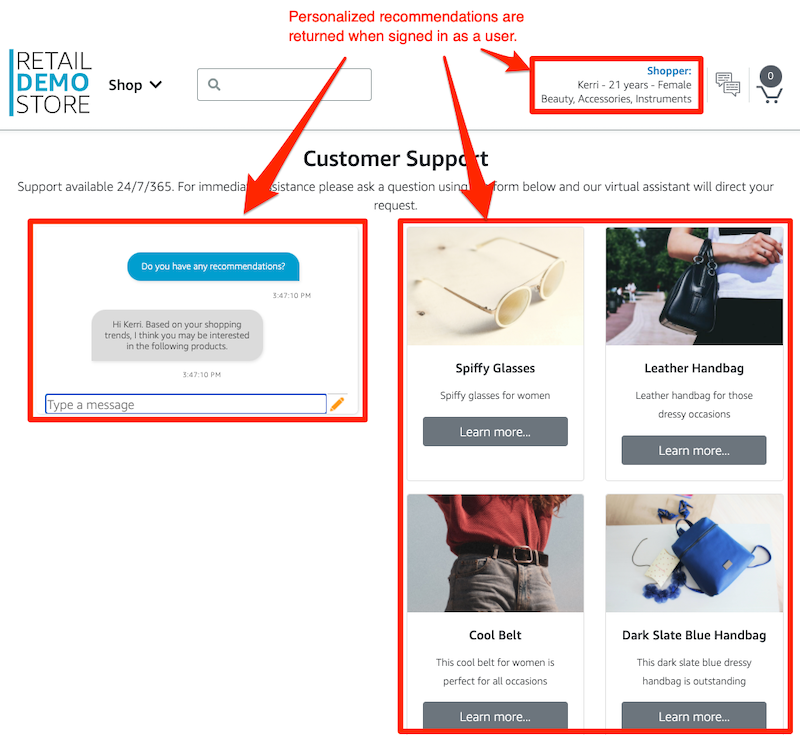 Personalized recommendations are
returned when signed in as a user.
RETAIL
DEMO
STORE
Shop
Shopper:
Kerri - 21 years - Female
Beauty, Accessories, Instruments
0
Customer Support
Support available 24/7/365. For immediate assistance please ask a question using form below and our virtual assistant will direct your
request.
Do you have any recommendations?
3:47:10 PM
Hi Kerri. Based on your shopping
trends, I think you may be interested
in the following products.
3:47:10 PM
Type a message
Spiffy Glasses
Spiffy glasses for women
Learn more...
Leather Handbag
Leather handbag for those
dressy occasions
Learn more...
Cool Belt
This cool belt for women is
perfect for all occasions
Learn more...
Dark Slate Blue Handbag
This dark slate blue dressy
handbag is outstanding
Learn more...